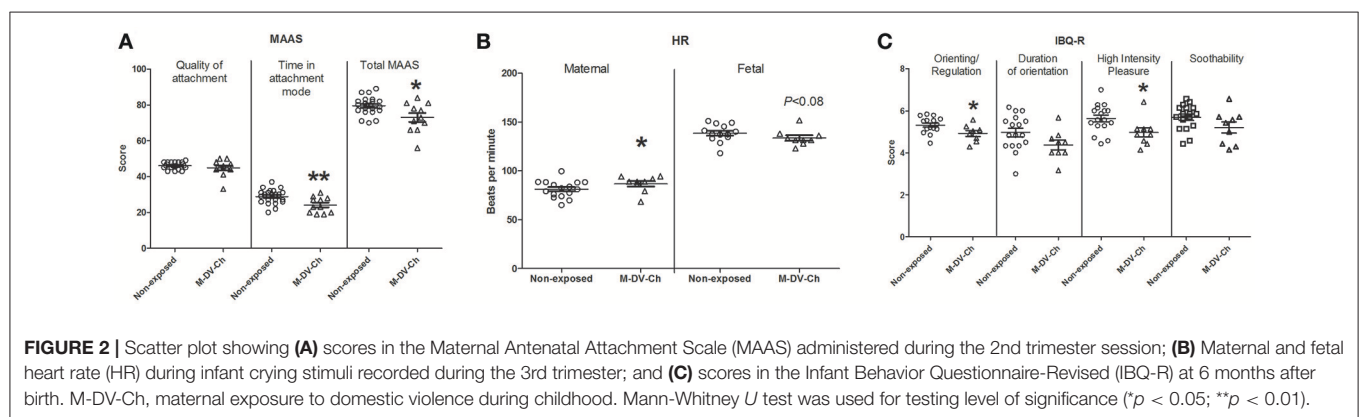 A
MAAS
Quality of attachment
Time in attachment mode
Total MAAS
*
**
Score
100
80
60
40
20
0
Non-exposed
M-DV-Ch
Non-exposed
M-DV-Ch
Non-exposed
M-DV-Ch
B
HR
Maternal
Fetal
P<0.08
*
Beats per minute
200
150
100
50
0
Non-exposed
M-DV-Ch
Non-exposed
M-DV-Ch
C
IBQ-R
Orienting/ Regulation
Duration of orientation
High Intensity Pleasure
Soothability
*
*
Score
8
6
4
2
0
Non-exposed
M-DV-Ch
Non-exposed
M-DV-Ch
Non-exposed
M-DV-Ch
Non-exposed
M-DV-Ch
FIGURE 2 | Scatter plot showing (A) scores in the Maternal Antenatal Attachment Scale (MAAS) administered during the 2nd trimester session; (B) Maternal and fetal
heart rate (HR) during infant crying stimuli recorded during the 3rd trimester; and (C) scores in the Infant Behavior Questionnaire-Revised (IBQ-R) at 6 months after
birth. M-DV-Ch, maternal exposure to domestic violence during childhood. Mann-Whitney U test was used for testing level of significance (*p < 0.05; **p < 0.01).